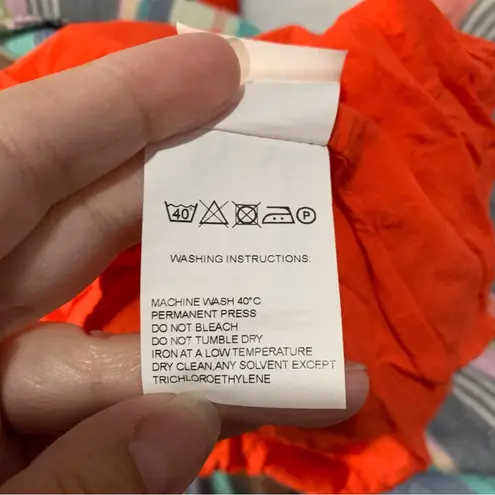 40 P
WASHING INSTRUCTIONS:
MACHINE WASH 40°C
PERMANENT PRESS
DO NOT BLEACH
DO NOT TUMBLE DRY
IRON AT A LOW TEMPERATURE
DRY CLEAN,ANY SOLVENT EXCEPT
TRICHLOROETHYLENE